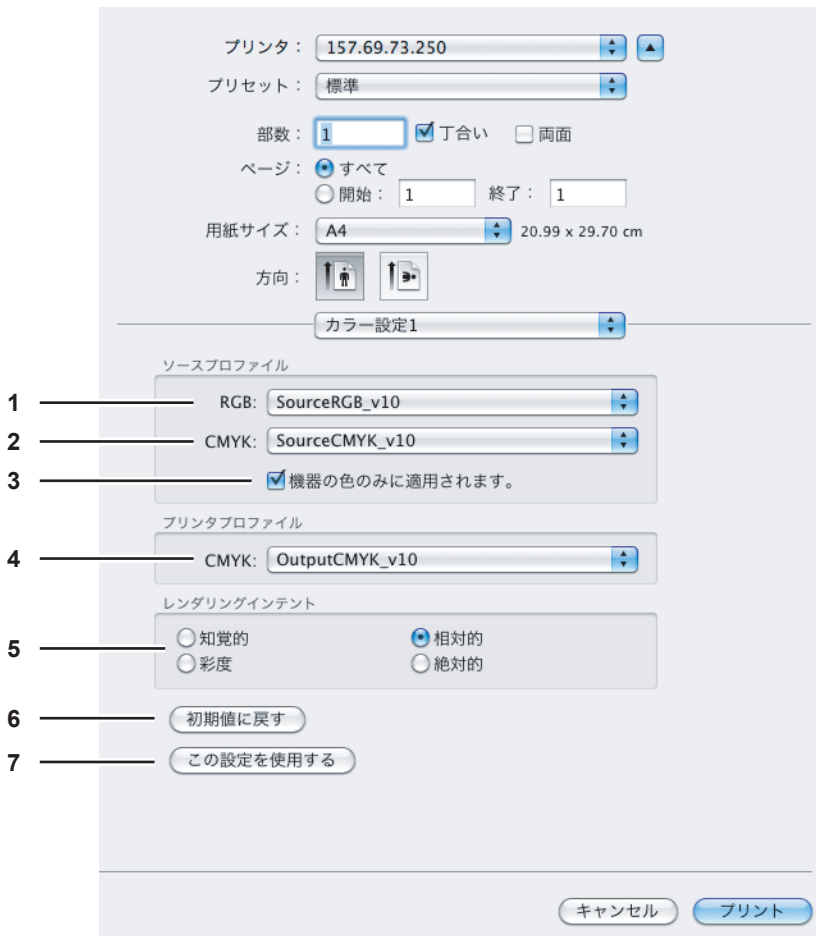 プリンタ： 157.69.73.250
プリセット： 標準
部数： 1 丁合い 両面
ページ： すべて
開始： 1 終了： 1
用紙サイズ： A4 20.99 x 29.70 cm
方向：
カラー設定1
ソースプロファイル
1 RGB: SourceRGB_v10
2 CMYK: SourceCMYK_v10
3 機器の色のみに適用されます。
プリンタプロファイル
4 CMYK: OutputCMYK_v10
レンダリングインテント
知覚的 相対的
5
彩度 絶対的
6 初期値に戻す
7 この設定を使用する
キャンセル プリント